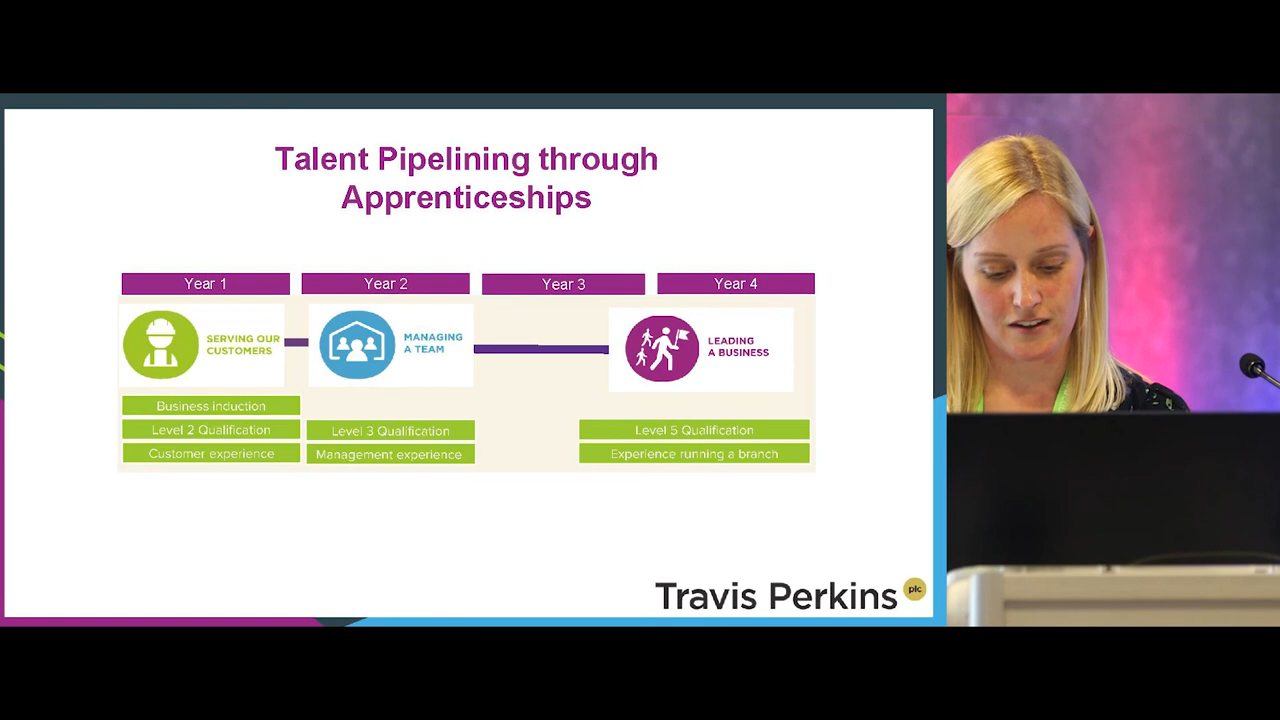 Talent Pipelining through
Apprenticeships
Year 1
Year 2
Year 3
Year 4
SERVING OUR
CUSTOMERS
MANAGING
A TEAM
LEADING
A BUSINESS
Business induction
Level 2 Qualification
Level 3 Qualification
Level 5 Qualification
Customer experience
Management experience
Experience running a branch
Travis Perkins plc